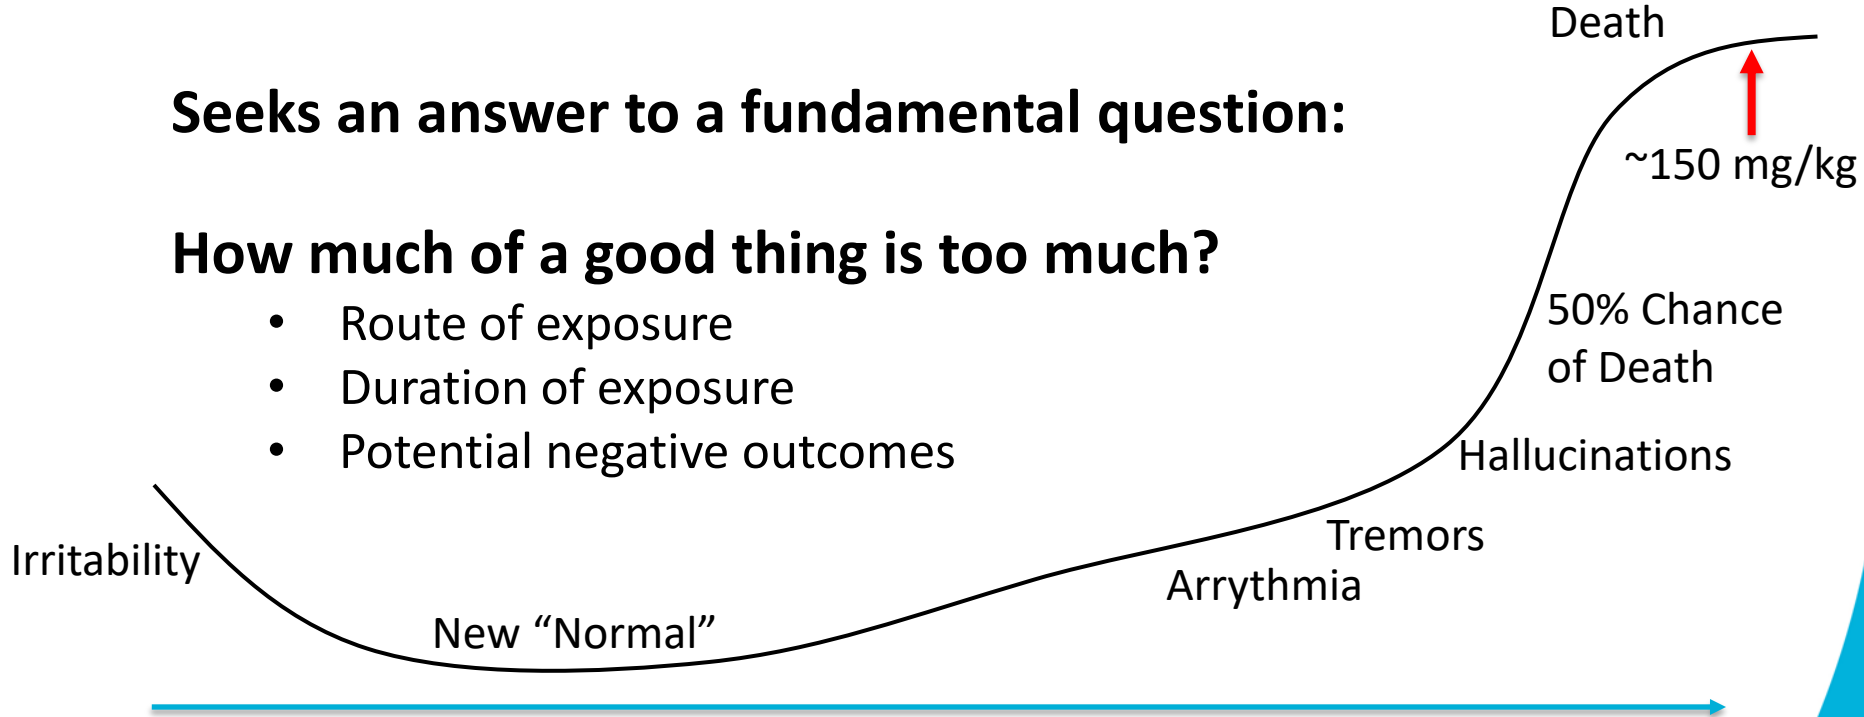 Death
Seeks an answer to a fundamental question:
~150 mg/kg
How much of a good thing is too much?
• Route of exposure
• Duration of exposure
• Potential negative outcomes
50% Chance
of Death
Hallucinations
Tremors
Arrythmia
Irritability
New “Normal”